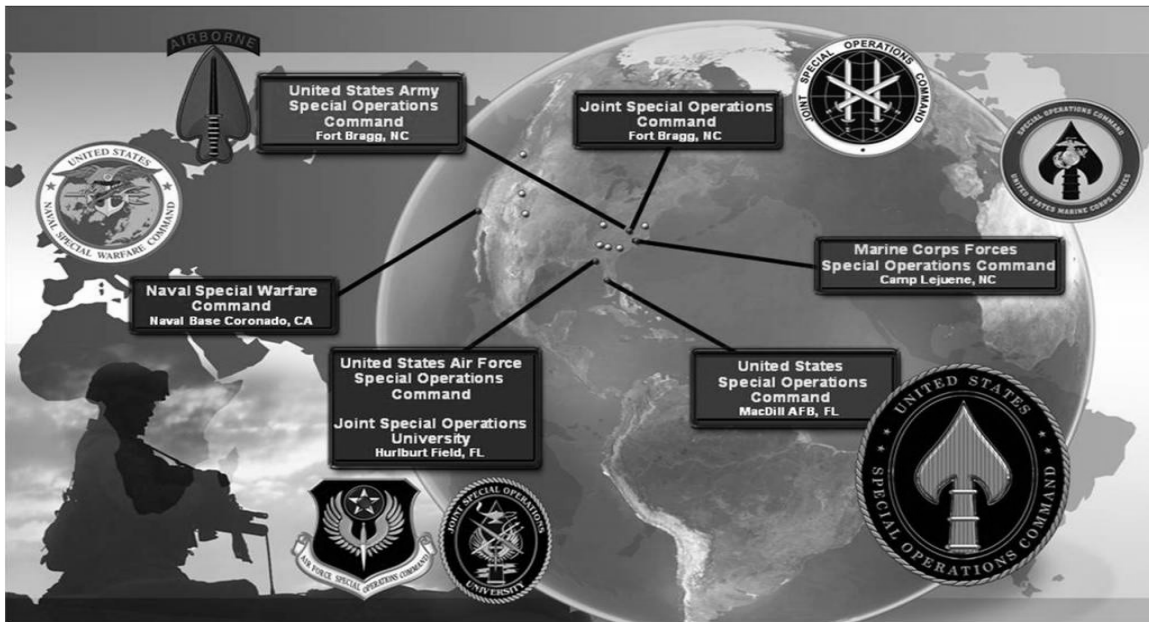 AIRBORNE
United States Army
Special Operations
Command
Fort Bragg, NC
Joint Special Operations
Command
Fort Bragg, NC
JOINT SPECIAL OPERATIONS COMMAND
SPECIAL OPERATIONS COMMAND
UNITED STATES MARINE CORPS FORCES
UNITED STATES
NAVAL SPECIAL WARFARE COMMAND
Marine Corps Forces
Special Operations Command
Camp Lejuene, NC
Naval Special Warfare
Command
Naval Base Coronado, CA
United States Air Force
Special Operations
Command
Joint Special Operations
University
Hurlburt Field, FL
United States
Special Operations
Command
MacDill AFB, FL
UNITED STATES
SPECIAL OPERATIONS COMMAND
AIR FORCE SPECIAL OPERATIONS COMMAND
JOINT SPECIAL OPERATIONS
UNIVERSITY